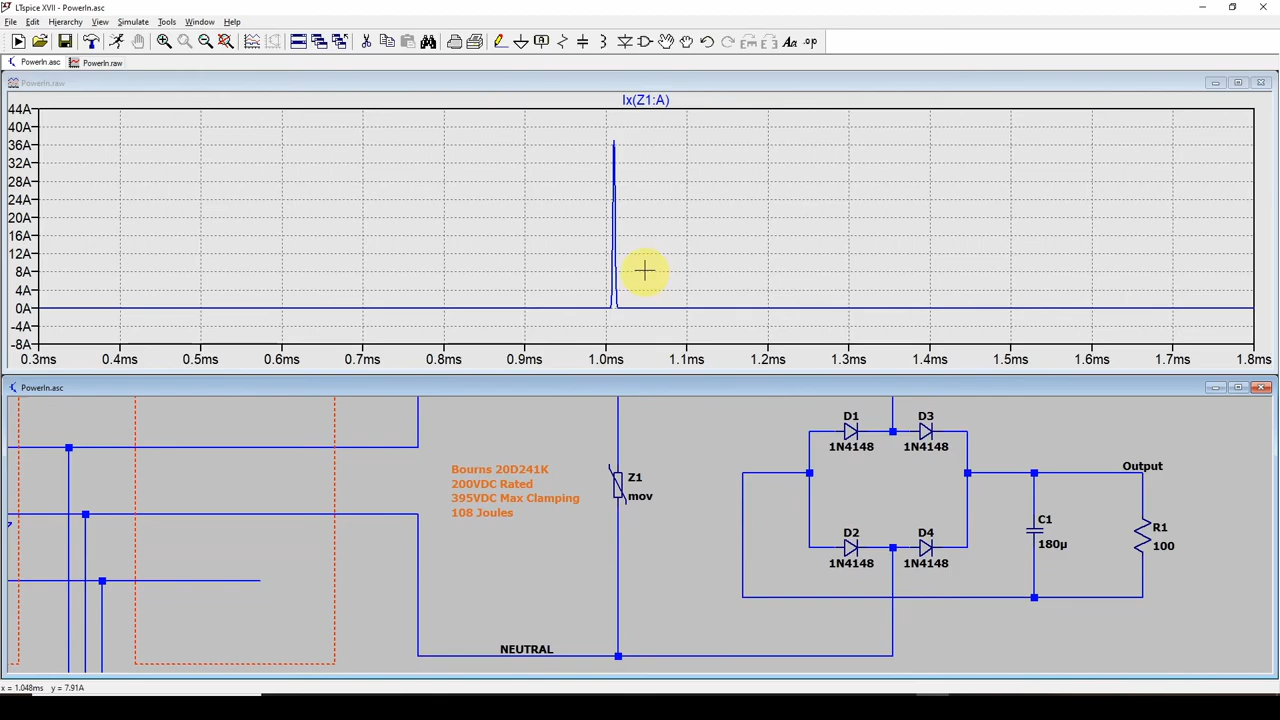 LTspice XVII - PowerIn.asc
File Edit Hierarchy View Simulate Tools Window Help
PowerIn.asc PowerIn.raw
PowerIn.raw
Ix(Z1:A)
44A
40A
36A
32A
28A
24A
20A
16A
12A
8A
4A
0A
-4A
-8A
0.3ms 0.4ms 0.5ms 0.6ms 0.7ms 0.8ms 0.9ms 1.0ms 1.1ms 1.2ms 1.3ms 1.4ms 1.5ms 1.6ms 1.7ms 1.8ms
PowerIn.asc
D1 D3
1N4148 1N4148
Bourns 20D241K
200VDC Rated
395VDC Max Clamping
108 Joules
Z1
mov
Output
C1
180µ
R1
100
D2 D4
1N4148 1N4148
NEUTRAL
x = 1.048ms y = 7.91A